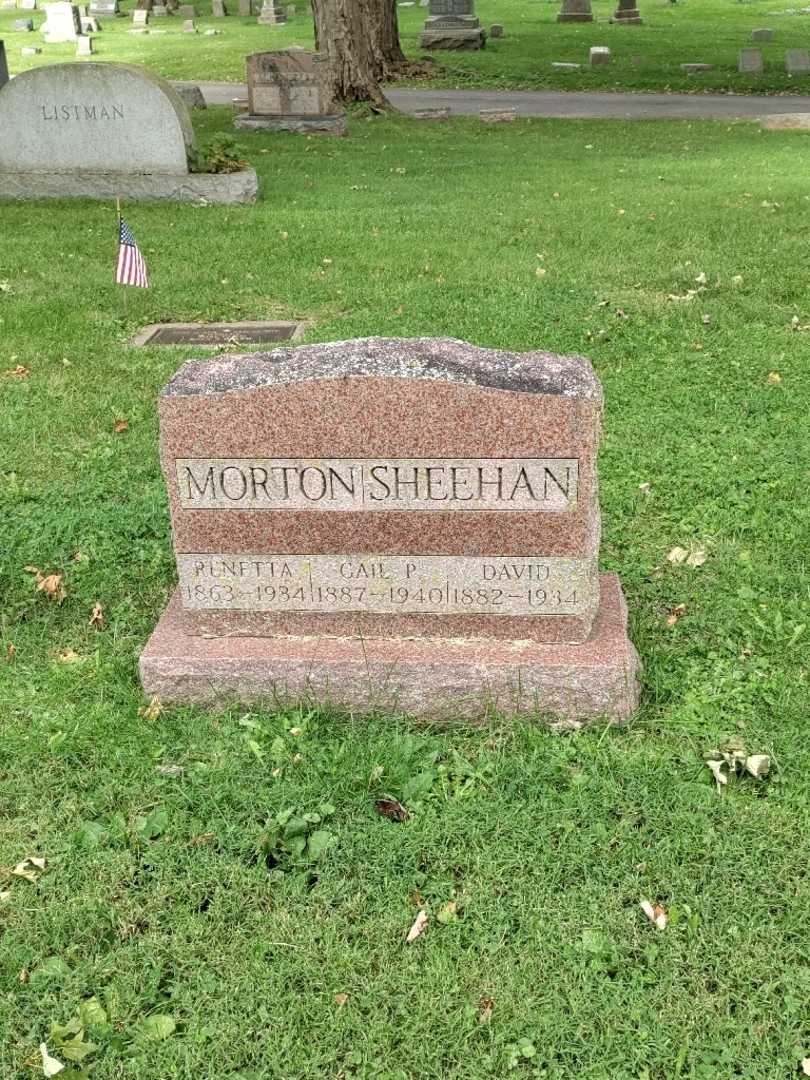 LISTMAN
MORTON SHEEHAN
RENETTA GAIL P. DAVID
1863-1934 1887-1940 1882-1934